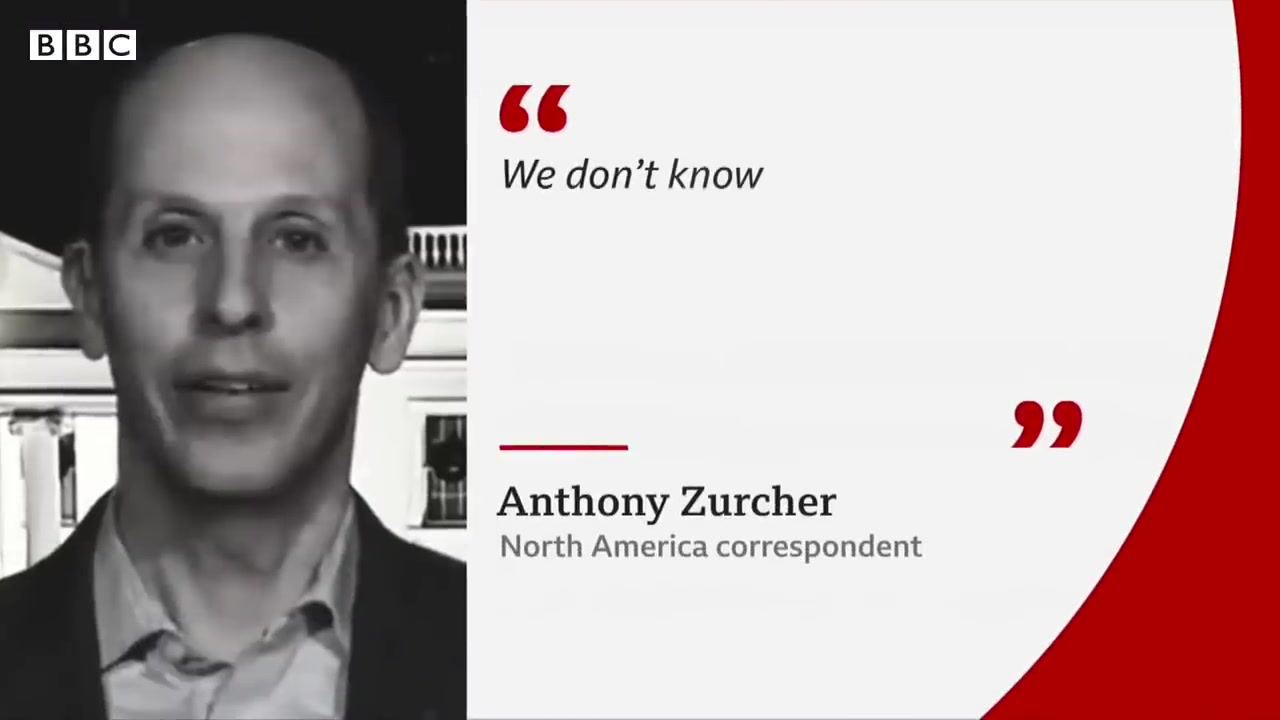 BBC
“
We don’t know
”
Anthony Zurcher
North America correspondent